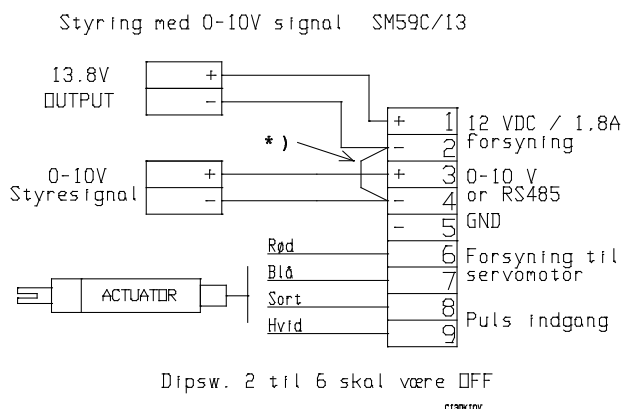 Styring med 0-10V signal SM59C/13
13.8V
OUTPUT
+
-
0-10V
Styresignal
+
-
*)
+ 1
- 2
+ 3
- 4
- 5
6
7
8
9
12 VDC / 1,8A
forsyning
0-10 V
or RS485
GND
Forsyning til
servomotor
Puls indgang
Rød
Blå
Sort
Hvid
ACTUATOR
Dipsw. 2 til 6 skal være OFF